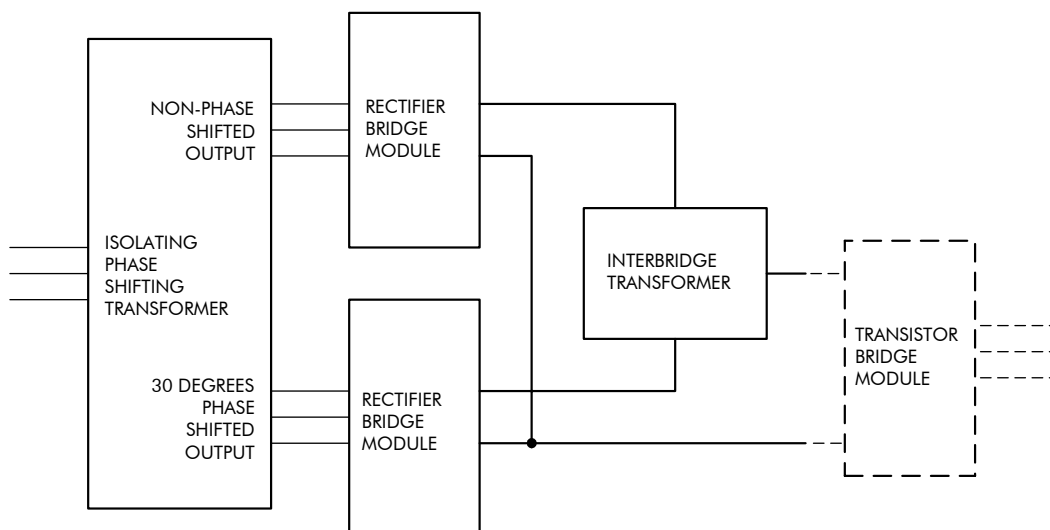 NON-PHASE
SHIFTED
OUTPUT
RECTIFIER
BRIDGE
MODULE
ISOLATING
PHASE
SHIFTING
TRANSFORMER
INTERBRIDGE
TRANSFORMER
TRANSISTOR
BRIDGE
MODULE
30 DEGREES
PHASE
SHIFTED
OUTPUT
RECTIFIER
BRIDGE
MODULE